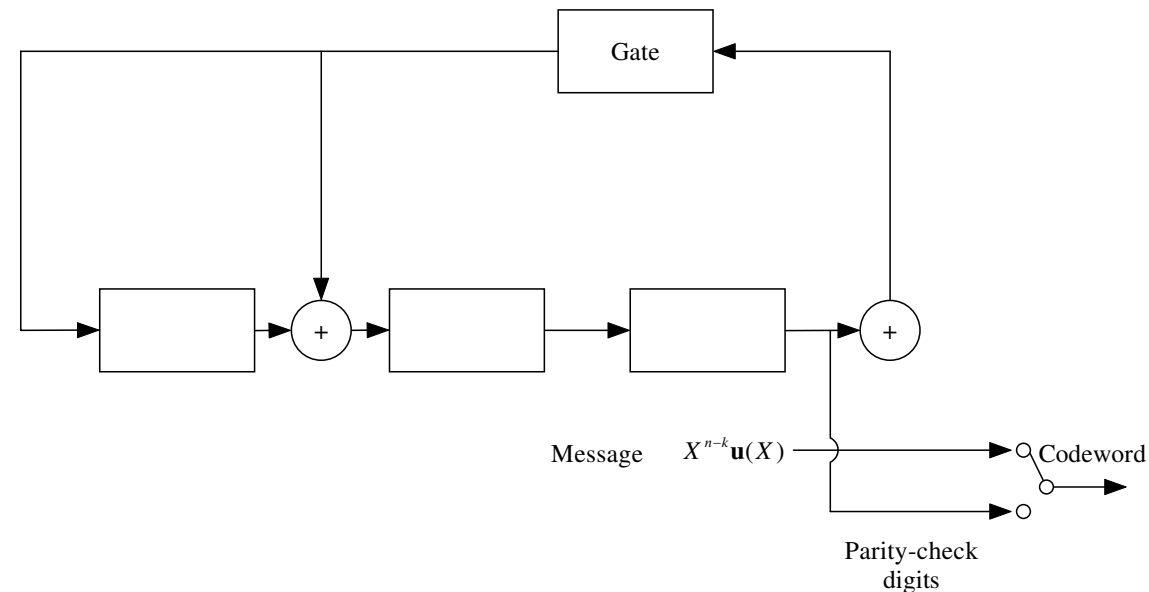 Gate
+
+
Message X^{n−k}u(X)
Codeword
Parity-check
digits